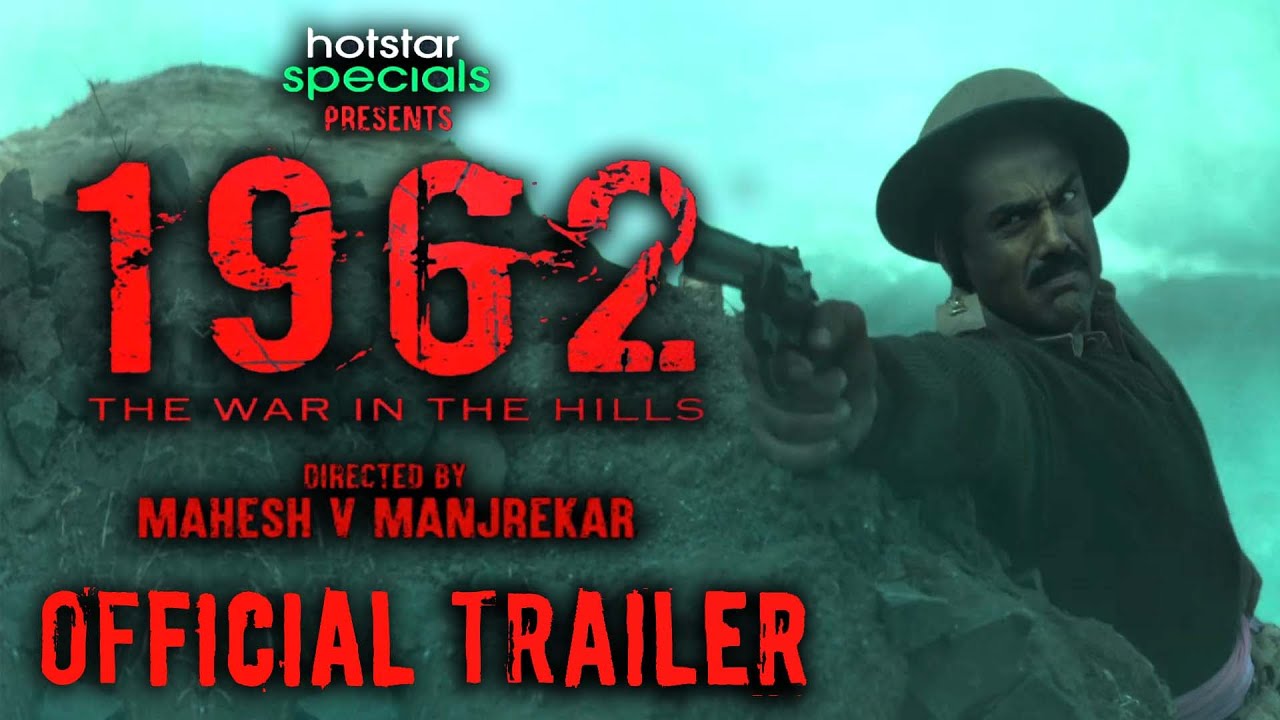 hotstar
specials
PRESENTS
1962
THE WAR IN THE HILLS
DIRECTED BY
MAHESH V MANJREKAR
OFFICIAL TRAILER